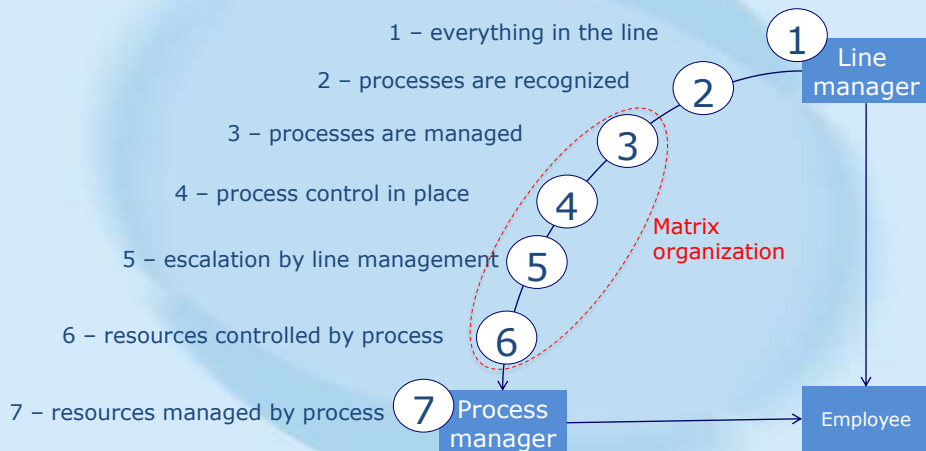 1 – everything in the line
1
Line
manager
2 – processes are recognized
2
3 – processes are managed
3
4 – process control in place
4
Matrix
organization
5 – escalation by line management
5
6 – resources controlled by process
6
7 – resources managed by process
7
Process
manager
Employee